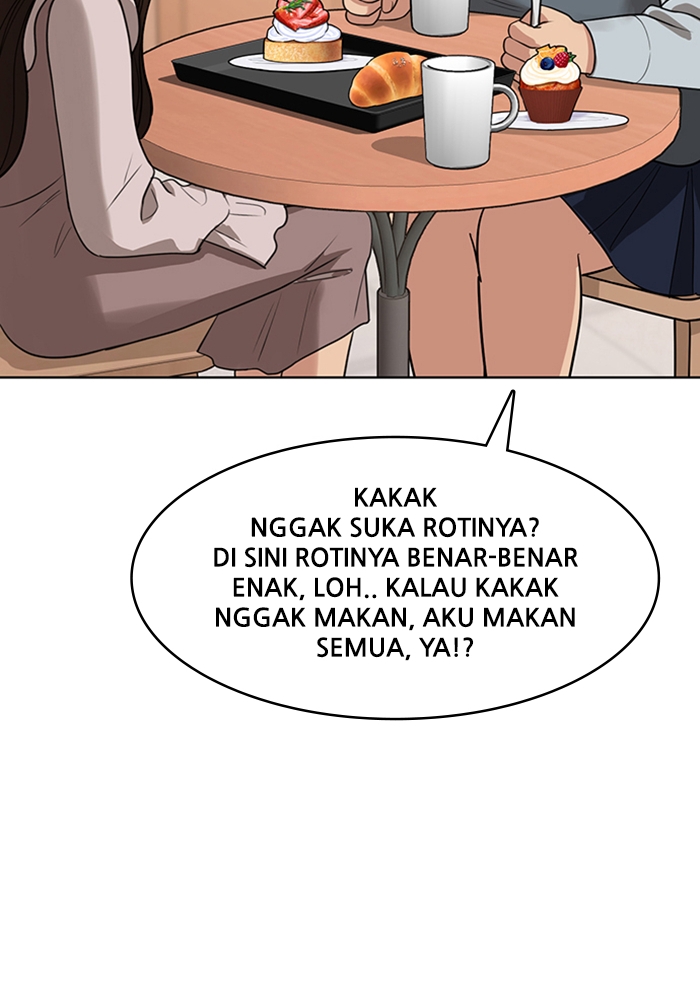 KAKAK
NGGAK SUKA ROTINYA?
DI SINI ROTINYA BENAR-BENAR
ENAK, LOH.. KALAU KAKAK
NGGAK MAKAN, AKU MAKAN
SEMUA, YA!?